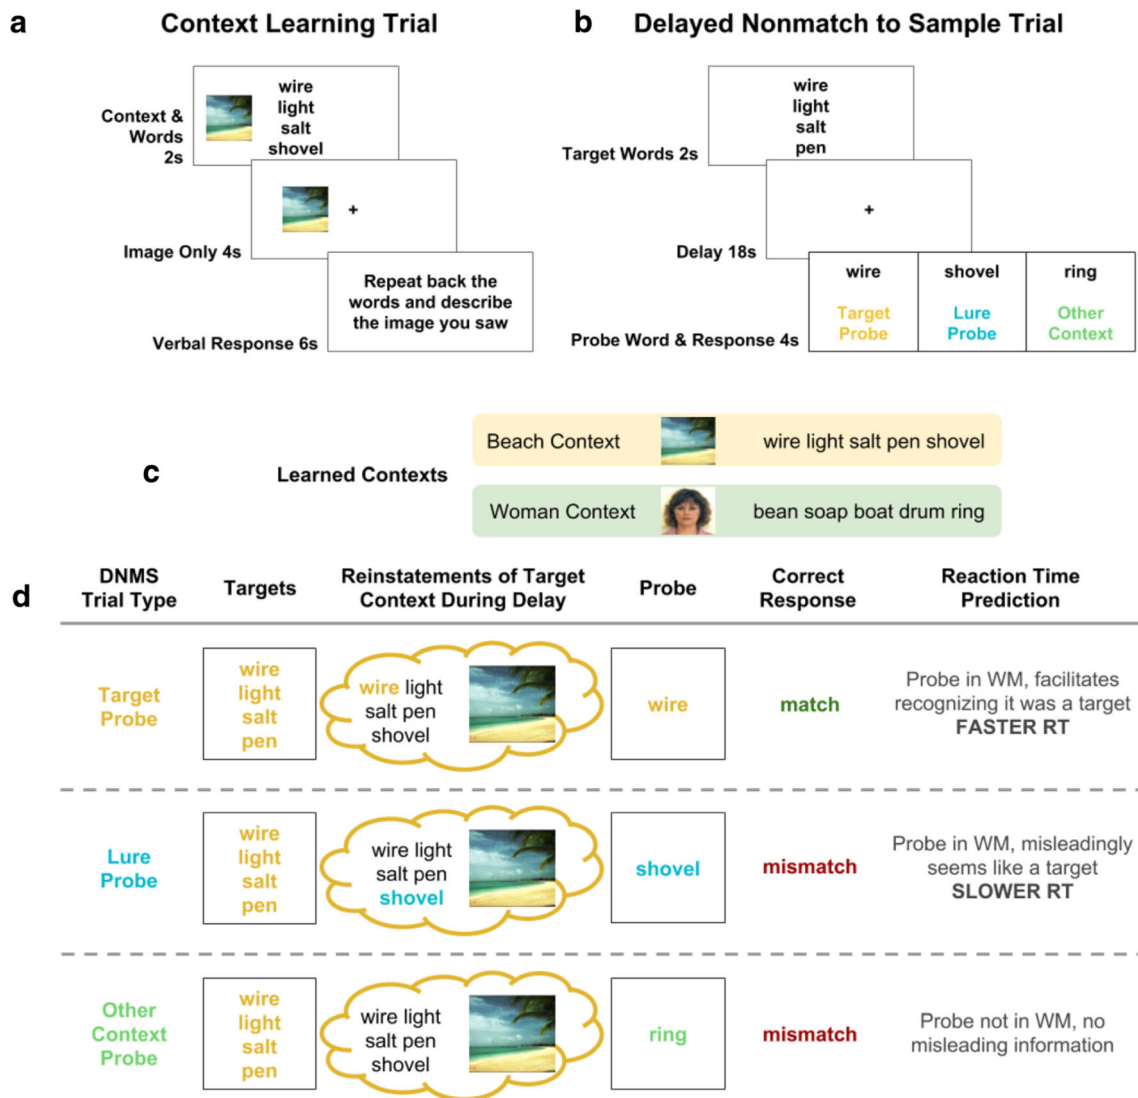 a
Context Learning Trial
Context &
Words
2s
wire
light
salt
shovel
Image Only 4s
+
Verbal Response 6s
Repeat back the
words and describe
the image you saw
b
Delayed Nonmatch to Sample Trial
Target Words 2s
wire
light
salt
pen
Delay 18s
+
Probe Word & Response 4s
wire
Target
Probe
shovel
Lure
Probe
ring
Other
Context
c
Learned Contexts
Beach Context wire light salt pen shovel
Woman Context bean soap boat drum ring
d
DNMS
Trial Type
Targets
Reinstatements of Target
Context During Delay
Probe
Correct
Response
Reaction Time
Prediction
Target
Probe
wire
light
salt
pen
wire light
salt pen
shovel
wire
match
Probe in WM, facilitates
recognizing it was a target
FASTER RT
Lure
Probe
wire
light
salt
pen
wire light
salt pen
shovel
shovel
mismatch
Probe in WM, misleadingly
seems like a target
SLOWER RT
Other
Context
Probe
wire
light
salt
pen
wire light
salt pen
shovel
ring
mismatch
Probe not in WM, no
misleading information